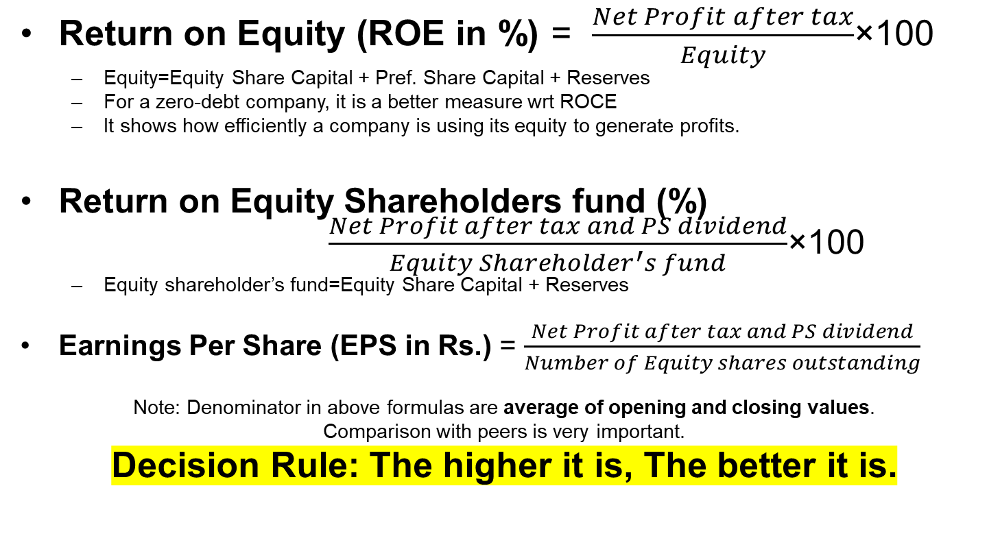 • Return on Equity (ROE in %) = Net Profit after tax / Equity ×100
– Equity=Equity Share Capital + Pref. Share Capital + Reserves
– For a zero-debt company, it is a better measure wrt ROCE
– It shows how efficiently a company is using its equity to generate profits.
• Return on Equity Shareholders fund (%)
Net Profit after tax and PS dividend / Equity Shareholder's fund ×100
– Equity shareholder’s fund=Equity Share Capital + Reserves
• Earnings Per Share (EPS in Rs.) = Net Profit after tax and PS dividend / Number of Equity shares outstanding
Note: Denominator in above formulas are average of opening and closing values.
Comparison with peers is very important.
Decision Rule: The higher it is, The better it is.